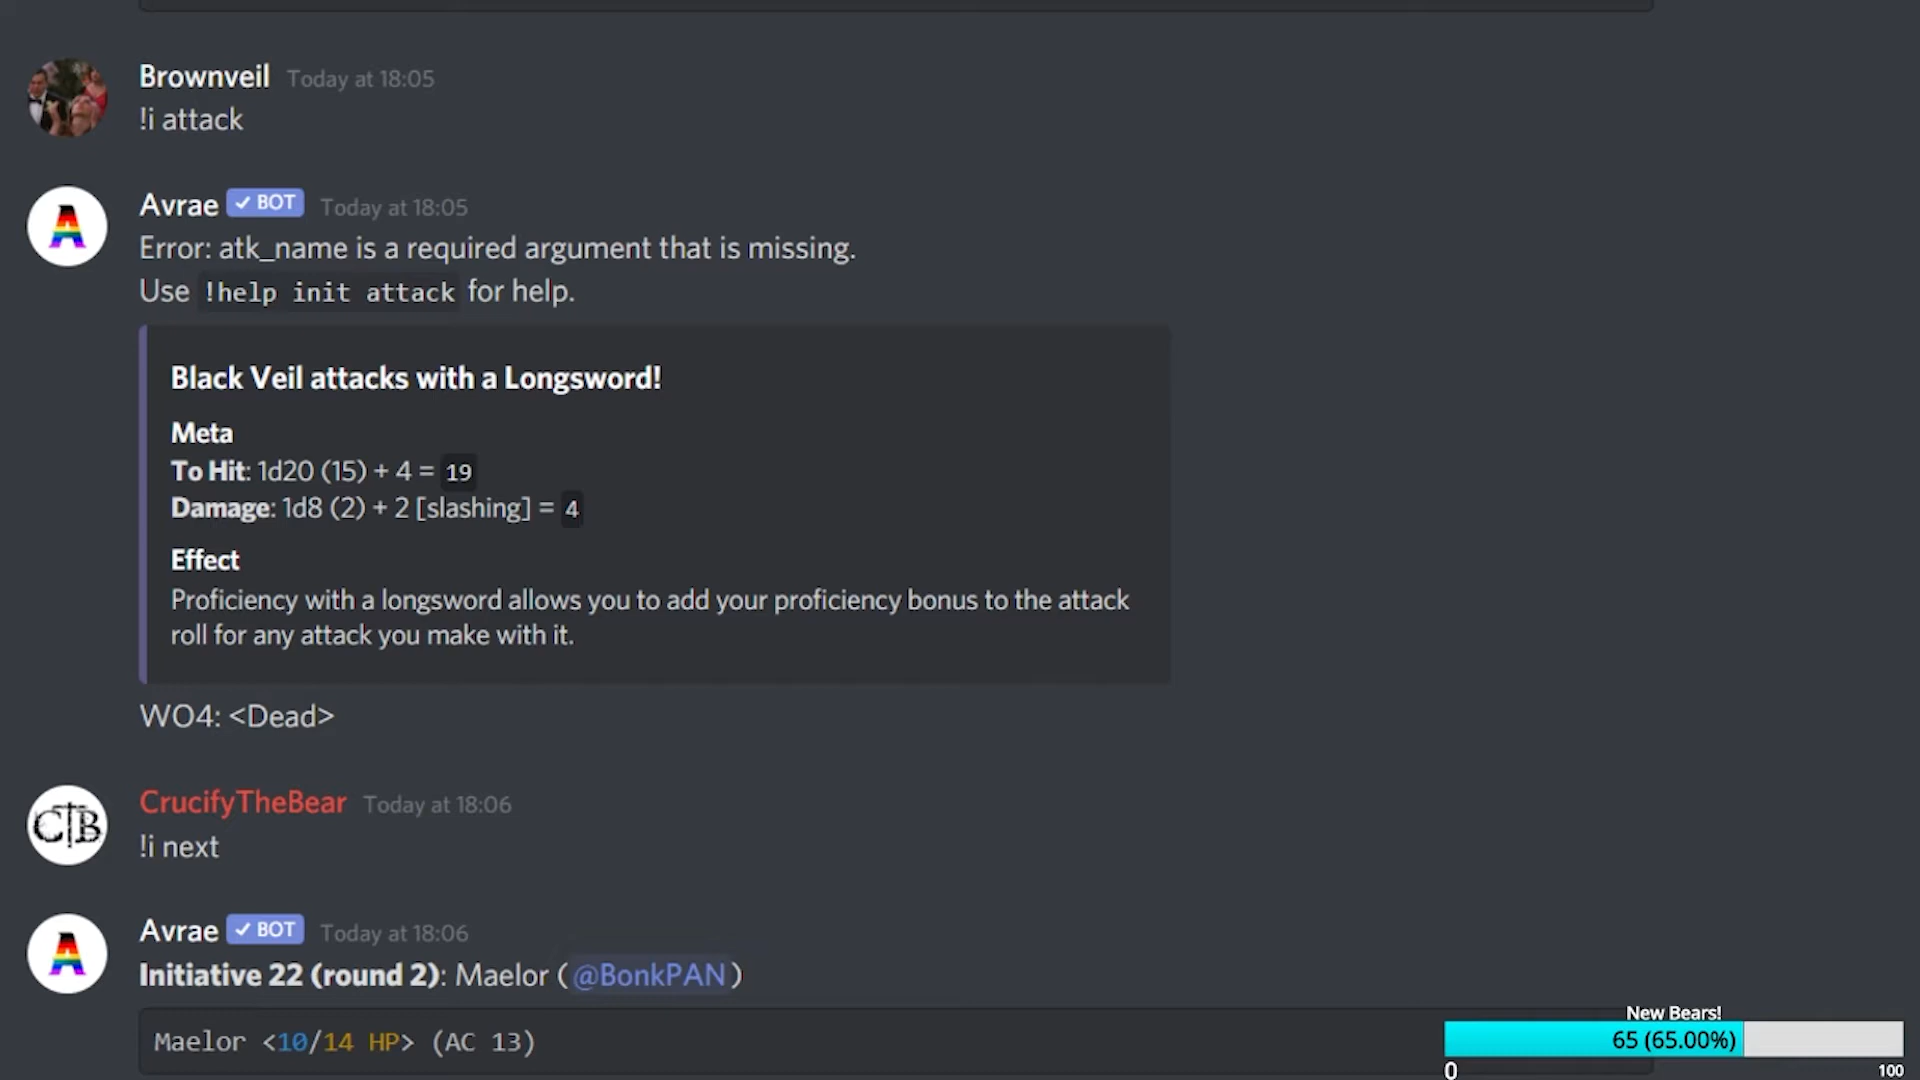 Brownveil Today at 18:05
!i attack
A
Avrae ✓ BOT Today at 18:05
Error: atk_name is a required argument that is missing.
Use !help init attack for help.
Black Veil attacks with a Longsword!
Meta
To Hit: 1d20 (15) + 4 = 19
Damage: 1d8 (2) + 2 [slashing] = 4
Effect
Proficiency with a longsword allows you to add your proficiency bonus to the attack
roll for any attack you make with it.
WO4: <Dead>
CTB
CrucifyTheBear Today at 18:06
!i next
A
Avrae ✓ BOT Today at 18:06
Initiative 22 (round 2): Maelor (@BonkPAN)
Maelor <10/14 HP> (AC 13)
New Bears!
65 (65.00%)
0 100